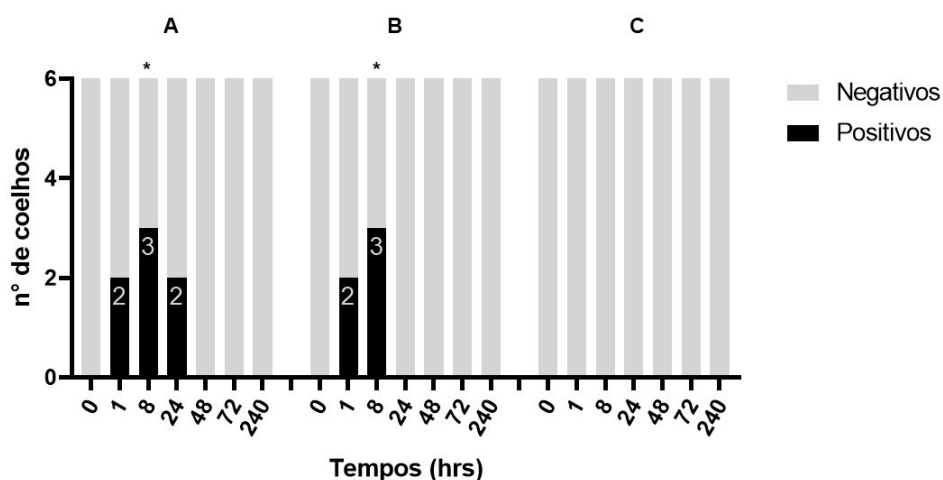 A B C
* *
6
4
2
0
n° de coelhos
2 3 2
2 3
0 1 8 24 48 72 240
0 1 8 24 48 72 240
0 1 8 24 48 72 240
Tempos (hrs)
Negativos
Positivos